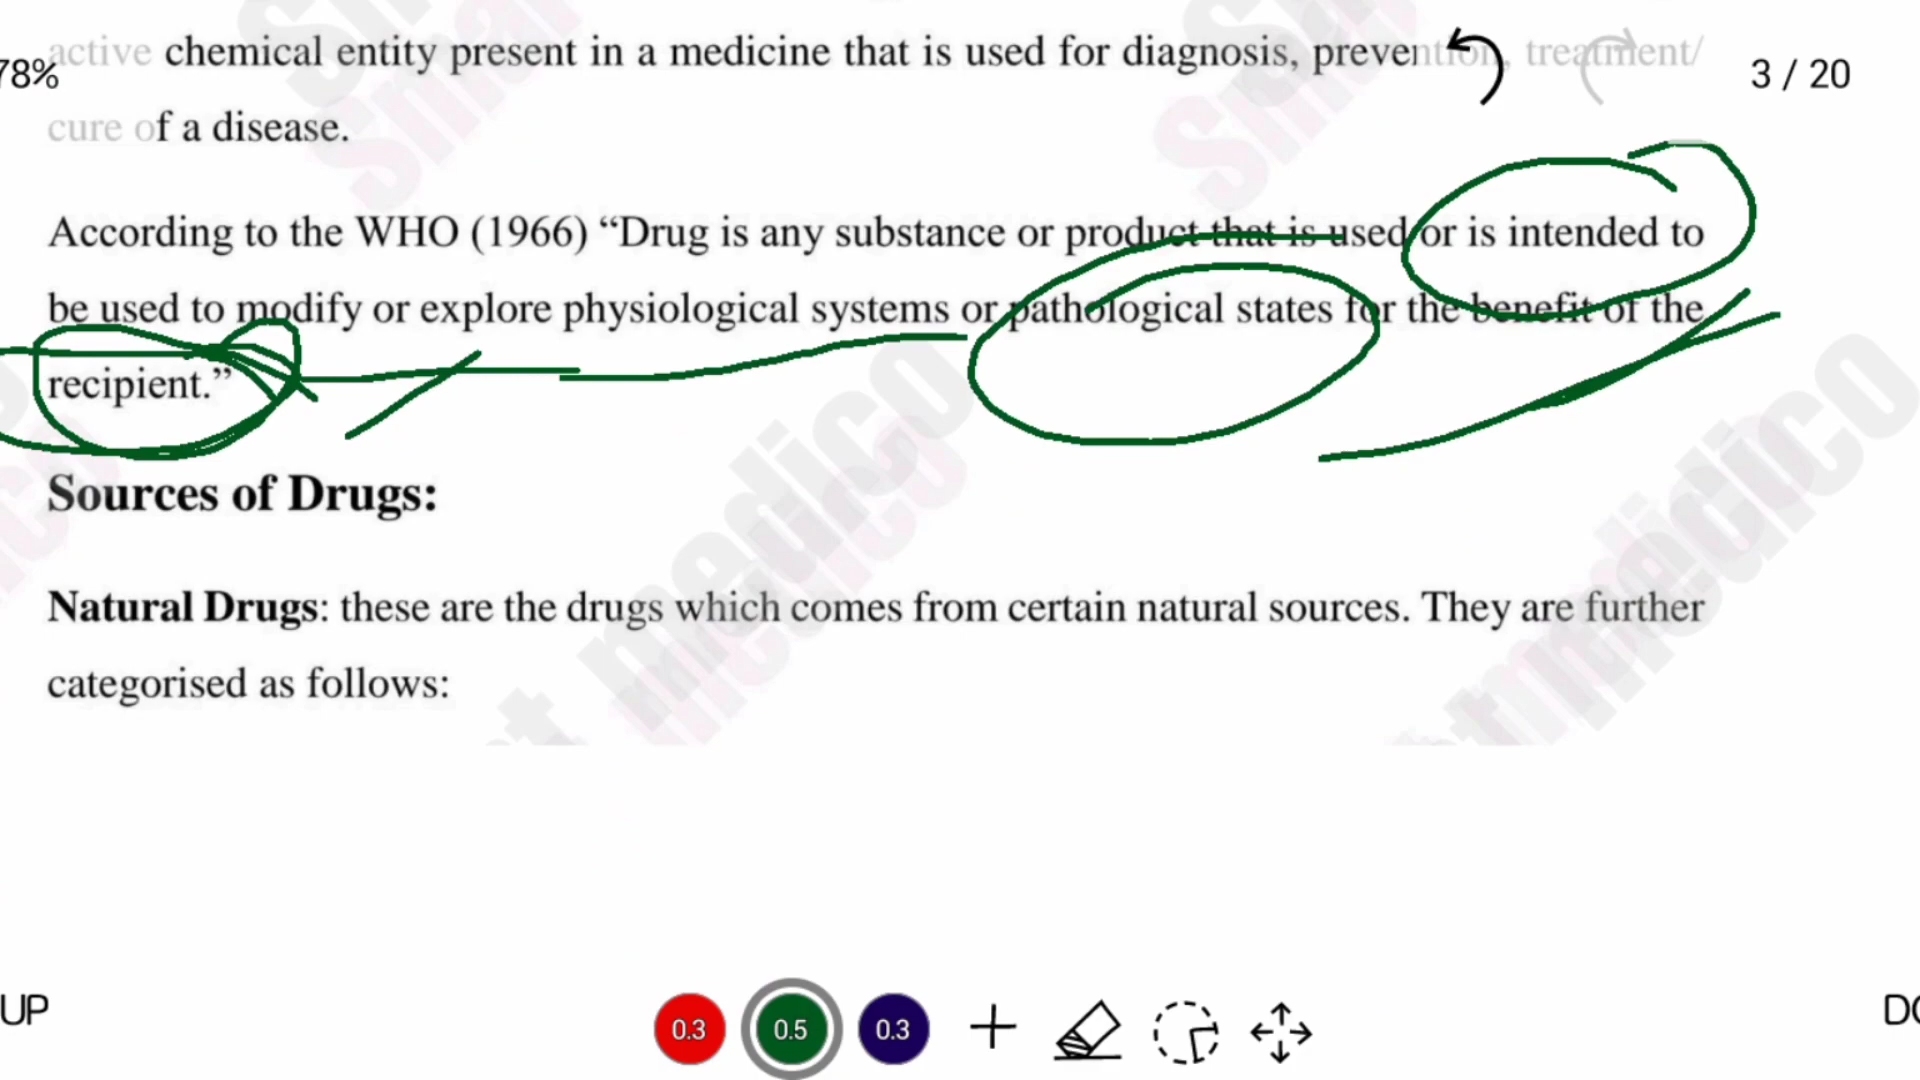 active chemical entity present in a medicine that is used for diagnosis, prevention, treatment/
78%
3 / 20
cure of a disease.
According to the WHO (1966) “Drug is any substance or product that is used or is intended to
be used to modify or explore physiological systems or pathological states for the benefit of the
recipient.”
Sources of Drugs:
Natural Drugs: these are the drugs which comes from certain natural sources. They are further
categorised as follows:
medico
medico
UP
0.3
0.5
0.3